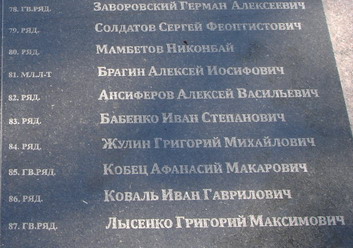 78. ГВ.РЯД. ЗАВОРОВСКИЙ ГЕРМАН АЛЕКСЕЕВИЧ
79. РЯД. СОЛДАТОВ СЕРГЕЙ ФЕОПТИСТОВИЧ
80. РЯД. МАМБЕТОВ НИКОНБАЙ
81. МЛ.Л-Т БРАГИН АЛЕКСЕЙ ИОСИФОВИЧ
82. РЯД. АНСИФЕРОВ АЛЕКСЕЙ ВАСИЛЬЕВИЧ
83. РЯД. БАБЕНКО ИВАН СТЕПАНОВИЧ
84. РЯД. ЖУЛИН ГРИГОРИЙ МИХАЙЛОВИЧ
85. ГВ.РЯД. КОБЕЦ АФАНАСИЙ МАКАРОВИЧ
86. РЯД. КОВАЛЬ ИВАН ГАВРИЛОВИЧ
87. ГВ.РЯД. ЛЫСЕНКО ГРИГОРИЙ МАКСИМОВИЧ